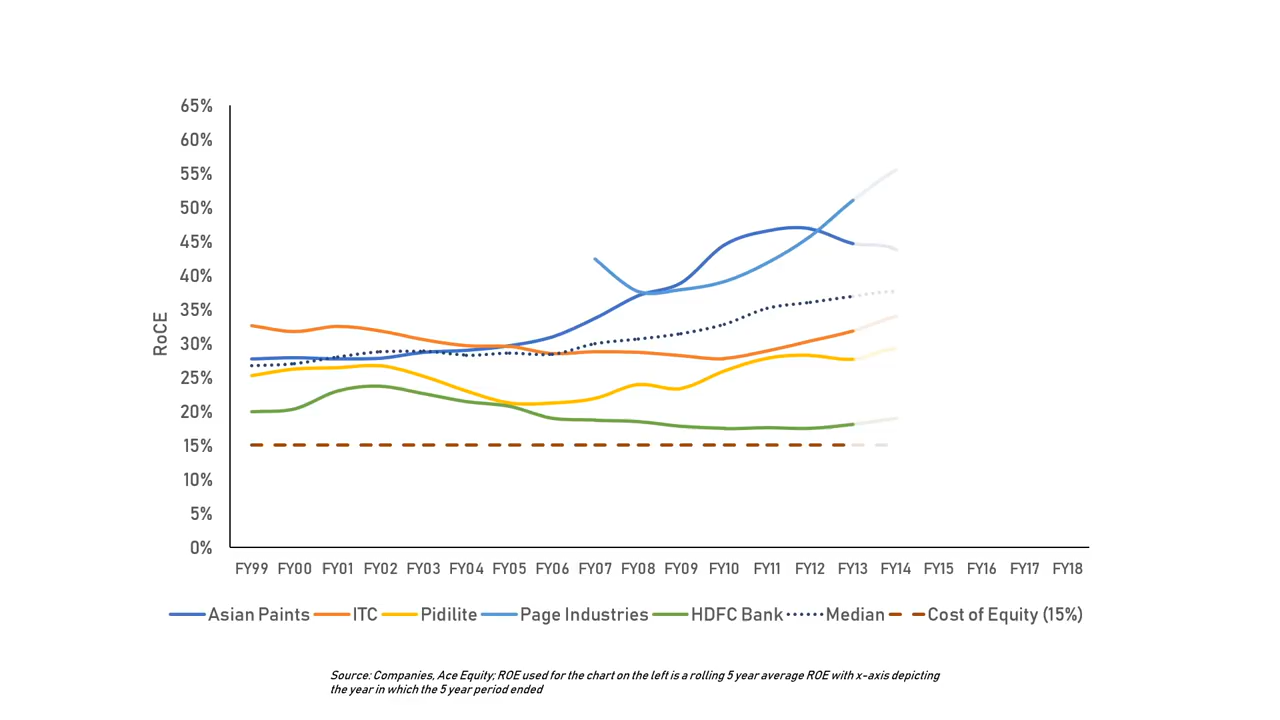 65%
60%
55%
50%
45%
40%
35%
30%
25%
20%
15%
10%
5%
0%
RoCE
FY99 FY00 FY01 FY02 FY03 FY04 FY05 FY06 FY07 FY08 FY09 FY10 FY11 FY12 FY13 FY14 FY15 FY16 FY17 FY18
Asian Paints ITC Pidilite Page Industries HDFC Bank Median Cost of Equity (15%)
Source: Companies, Ace Equity; ROE used for the chart on the left is a rolling 5 year average ROE with x-axis depicting
the year in which the 5 year period ended